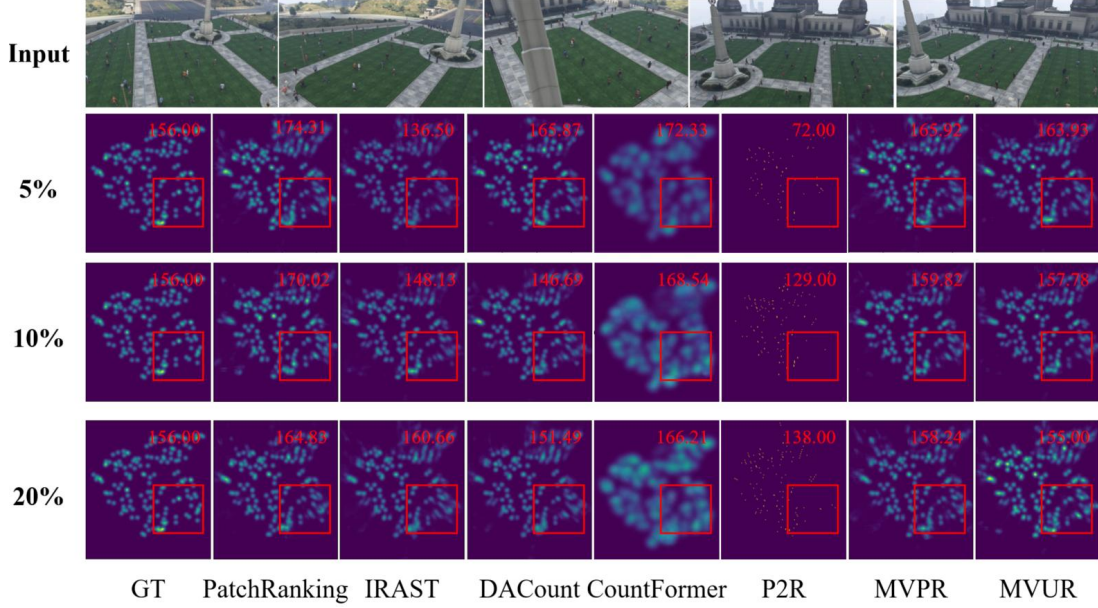 Input
156.00 174.31 136.50 165.87 172.33 72.00 165.92 163.93
5%
156.00 170.02 148.13 146.69 168.54 129.00 159.82 157.78
10%
156.00 164.82 160.66 151.49 166.21 138.00 158.24 155.00
20%
GT PatchRanking IRAST DACount CountFormer P2R MVPR MVUR